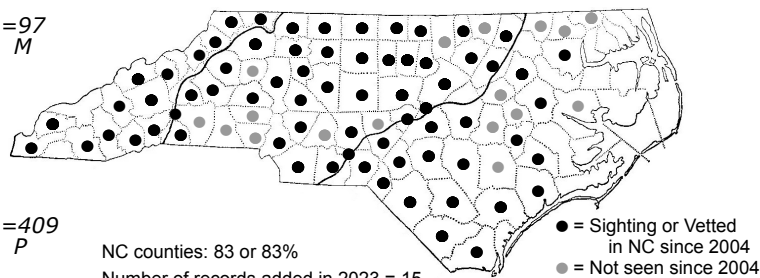 =97
M
=409
P
NC counties: 83 or 83%
Number of records added in 2023 = 15
● = Sighting or Vetted
in NC since 2004
● = Not seen since 2004